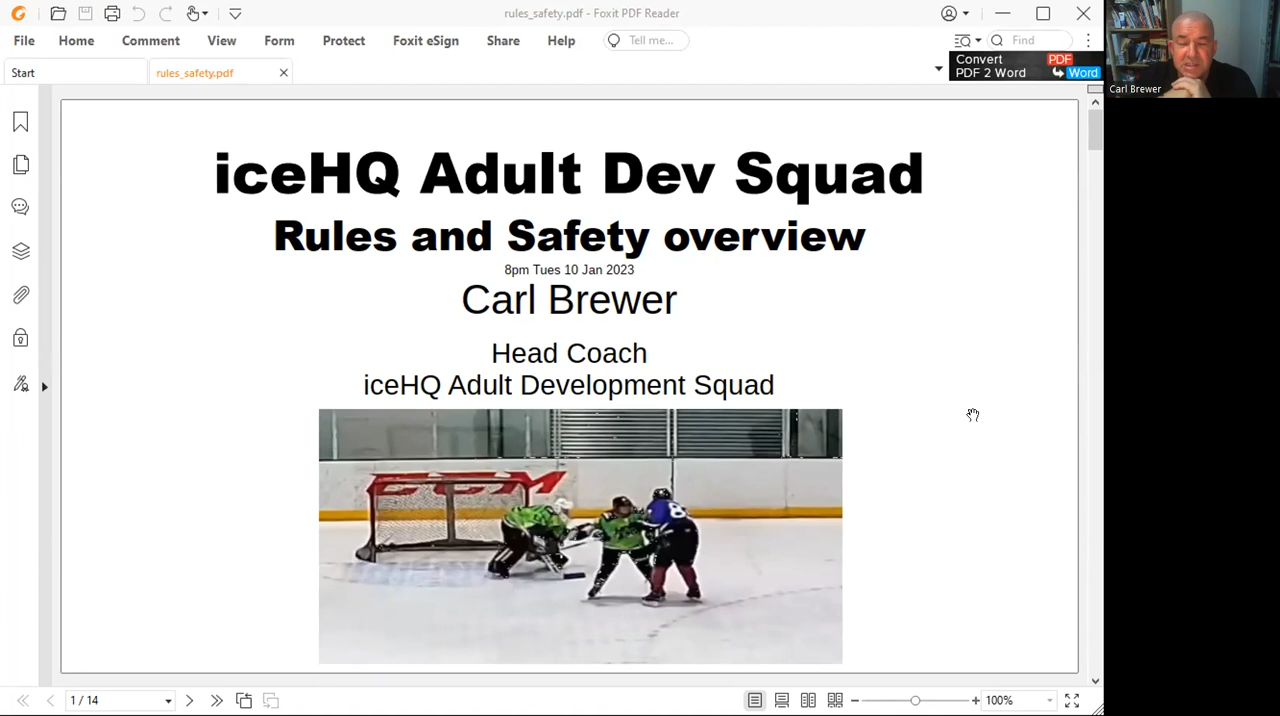 rules_safety.pdf - Foxit PDF Reader
File Home Comment View Form Protect Foxit eSign Share Help Tell me... Find
Start rules_safety.pdf
Convert PDF
PDF 2 Word Word
Carl Brewer
iceHQ Adult Dev Squad
Rules and Safety overview
8pm Tues 10 Jan 2023
Carl Brewer
Head Coach
iceHQ Adult Development Squad
CCM
8
1 / 14 100%